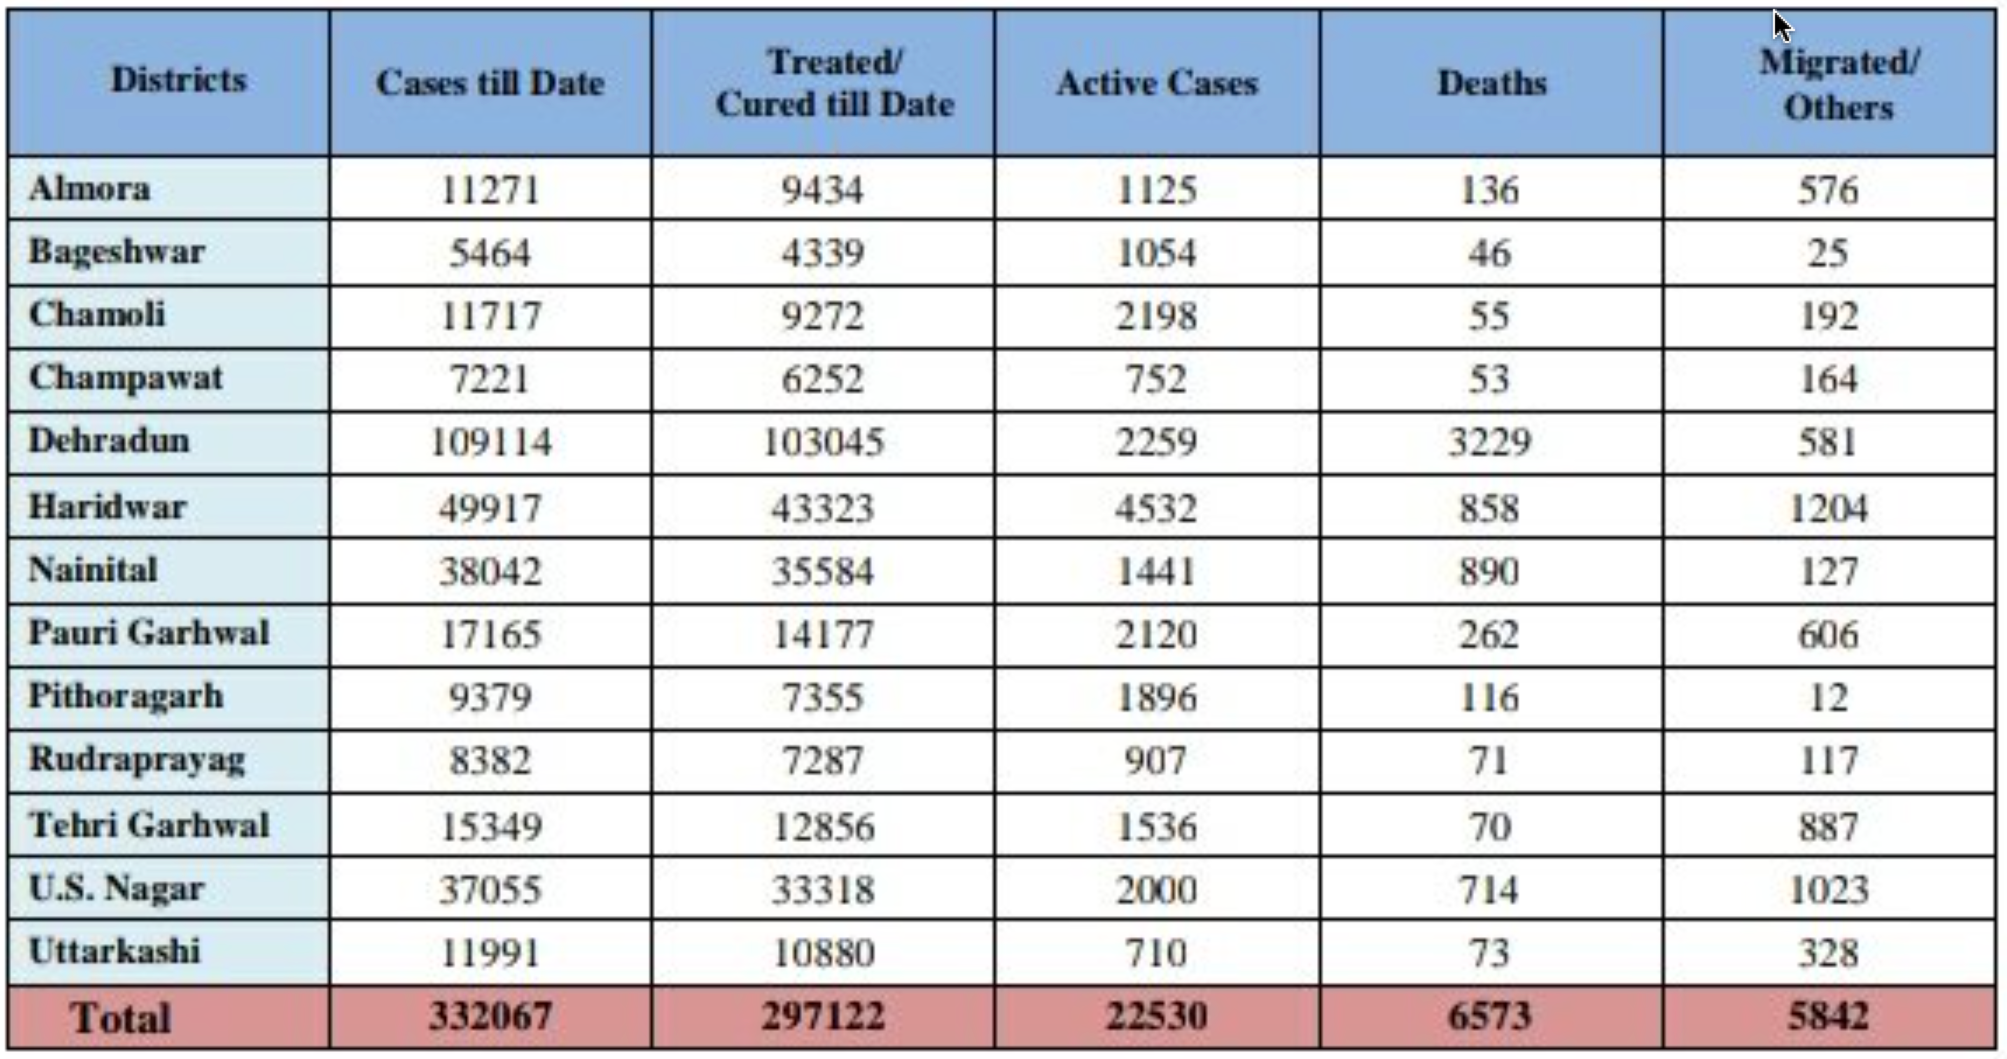 Districts Cases till Date Treated/ Cured till Date Active Cases Deaths Migrated/ Others
Almora 11271 9434 1125 136 576
Bageshwar 5464 4339 1054 46 25
Chamoli 11717 9272 2198 55 192
Champawat 7221 6252 752 53 164
Dehradun 109114 103045 2259 3229 581
Haridwar 49917 43323 4532 858 1204
Nainital 38042 35584 1441 890 127
Pauri Garhwal 17165 14177 2120 262 606
Pithoragarh 9379 7355 1896 116 12
Rudraprayag 8382 7287 907 71 117
Tehri Garhwal 15349 12856 1536 70 887
U.S. Nagar 37055 33318 2000 714 1023
Uttarkashi 11991 10880 710 73 328
Total 332067 297122 22530 6573 5842